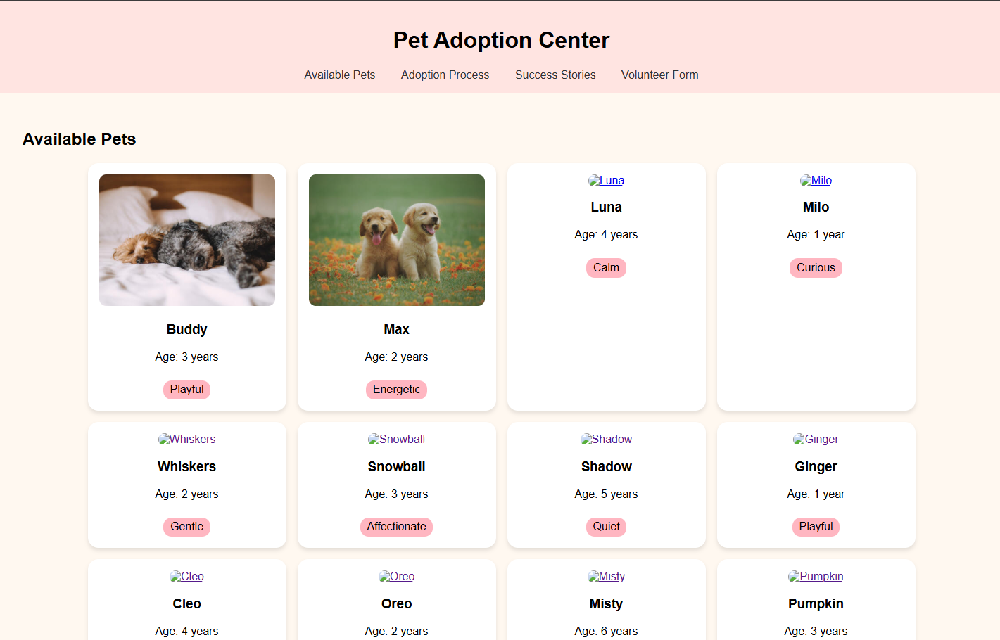 Pet Adoption Center
Available Pets Adoption Process Success Stories Volunteer Form
Available Pets
Luna Milo
Buddy Max Luna Milo
Age: 3 years Age: 2 years Age: 4 years Age: 1 year
Playful Energetic Calm Curious
Whiskers Snowball Shadow Ginger
Whiskers Snowball Shadow Ginger
Age: 2 years Age: 3 years Age: 5 years Age: 1 year
Gentle Affectionate Quiet Playful
Cleo Oreo Misty Pumpkin
Cleo Oreo Misty Pumpkin
Age: 4 years Age: 2 years Age: 6 years Age: 3 years